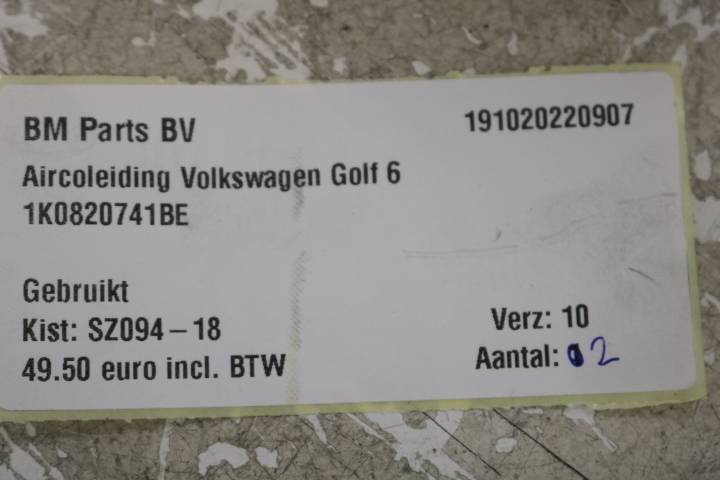 BM Parts BV
191020220907
Aircoleiding Volkswagen Golf 6
1K0820741BE
Gebruikt
Kist: SZ094-18
Verz: 10
49.50 euro incl. BTW
Aantal: 2